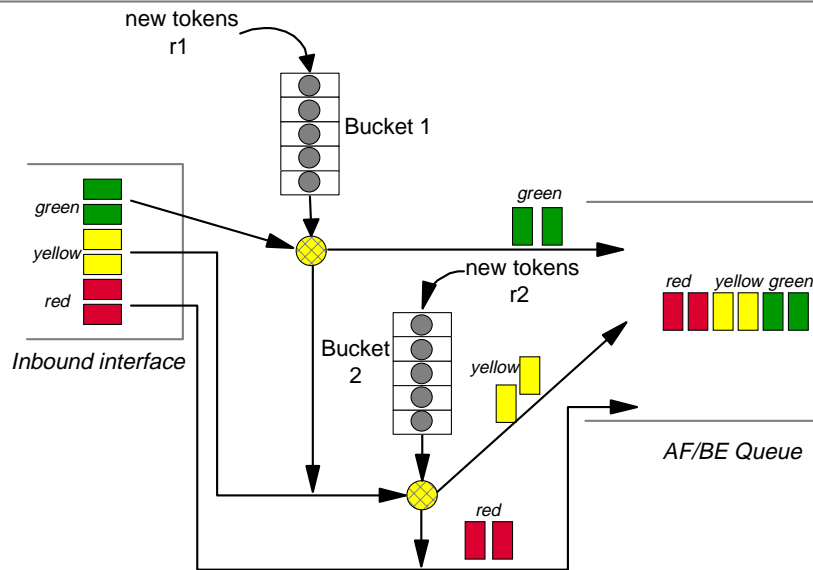 new tokens
r1
Bucket 1
green
yellow
red
Inbound interface
green
new tokens
r2
Bucket
2
yellow
red
red yellow green
AF/BE Queue